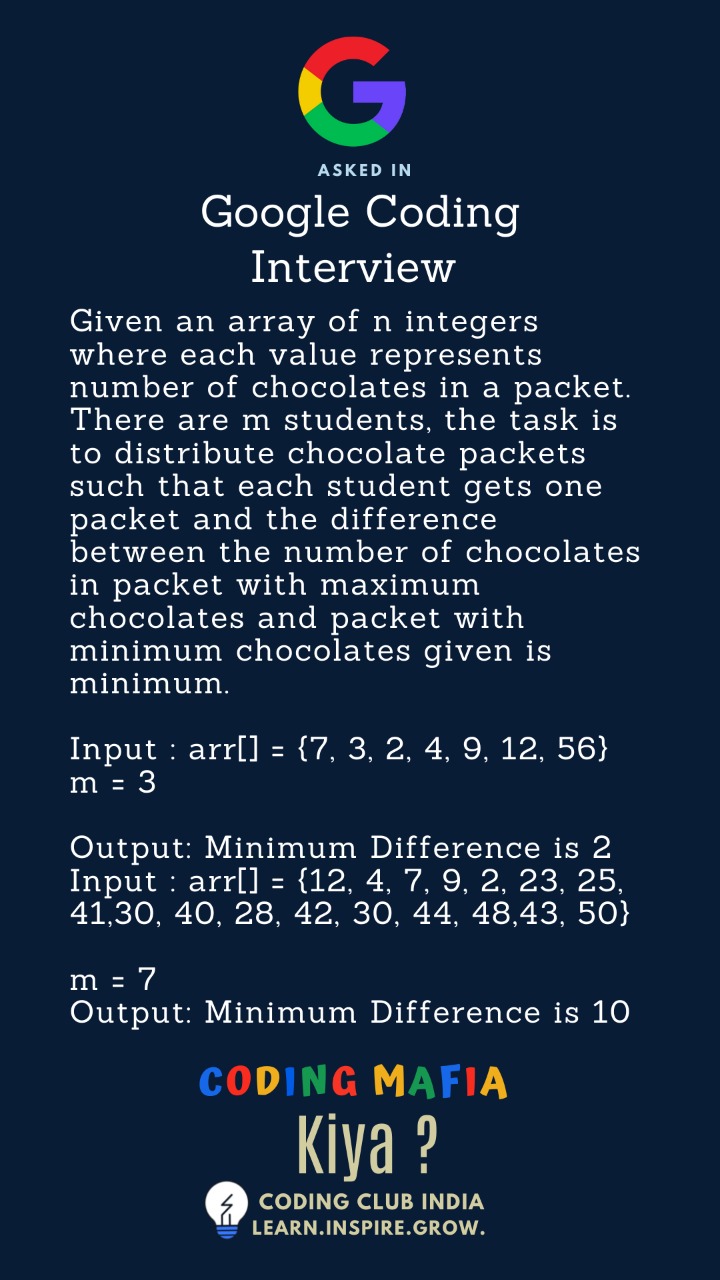 ASKED IN
Google Coding
Interview
Given an array of n integers
where each value represents
number of chocolates in a packet.
There are m students, the task is
to distribute chocolate packets
such that each student gets one
packet and the difference
between the number of chocolates
in packet with maximum
chocolates and packet with
minimum chocolates given is
minimum.
Input : arr[] = {7, 3, 2, 4, 9, 12, 56}
m = 3
Output: Minimum Difference is 2
Input : arr[] = {12, 4, 7, 9, 2, 23, 25,
41,30, 40, 28, 42, 30, 44, 48,43, 50}
m = 7
Output: Minimum Difference is 10
CODING MAFIA
Kiya ?
CODING CLUB INDIA
LEARN.INSPIRE.GROW.